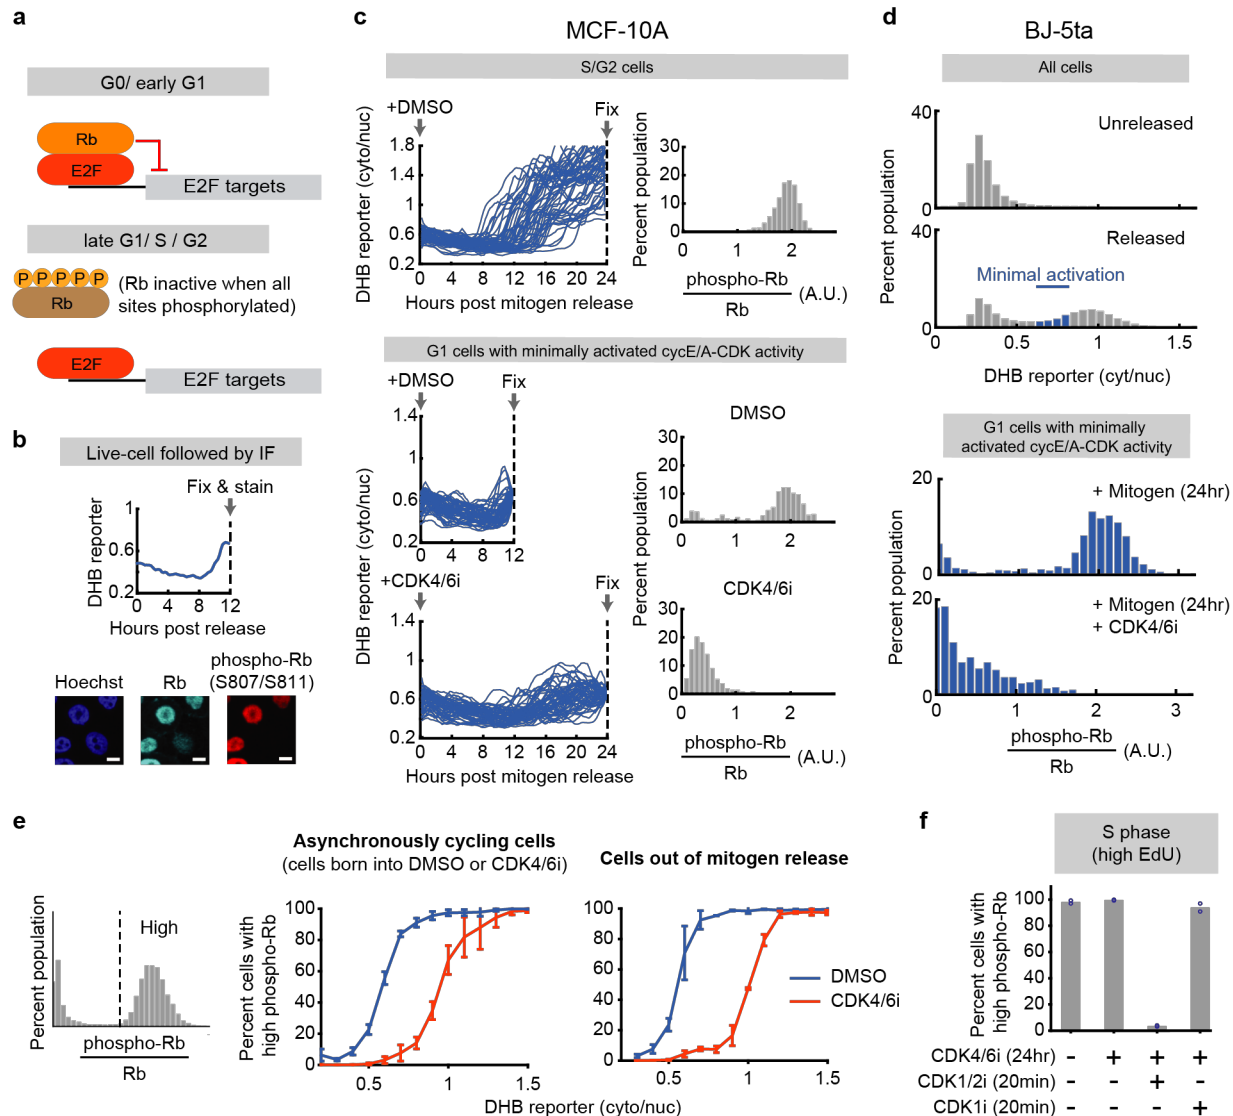 a
G0/ early G1
Rb
E2F
E2F targets
late G1/ S / G2
P P P P P
Rb
(Rb inactive when all
sites phosphorylated)
E2F
E2F targets
b
Live-cell followed by IF
Fix & stain
DHB reporter
1
0.6
0.2
0 4 8 12
Hours post release
Hoechst
Rb
phospho-Rb
(S807/S811)
c
MCF-10A
S/G2 cells
+DMSO
Fix
DHB reporter (cyto/nuc)
1.8
1.4
1
0.6
0.2
0 4 8 12 16 20 24
Hours post mitogen release
Percent population
30
20
10
0
0 1 2
phospho-Rb
Rb
(A.U.)
G1 cells with minimally activated cycE/A-CDK activity
+DMSO
Fix
DHB reporter (cyto/nuc)
1.4
1
0.6
0.2
0 4 8 12
+CDK4/6i
Fix
1.4
1
0.6
0.2
0 4 8 12 16 20 24
Hours post mitogen release
DMSO
Percent population
30
20
10
0
0 1 2
CDK4/6i
30
20
10
0
0 1 2
phospho-Rb
Rb
(A.U.)
d
BJ-5ta
All cells
Percent population
40
0
Unreleased
40
0
Released
Minimal activation
0 0.5 1 1.5
DHB reporter (cyt/nuc)
G1 cells with minimally
activated cycE/A-CDK activity
Percent population
20
0
+ Mitogen (24hr)
0 1 2 3
20
0
+ Mitogen (24hr)
+ CDK4/6i
0 1 2 3
phospho-Rb
Rb
(A.U.)
e
Percent population
High
phospho-Rb
Rb
Asynchronously cycling cells
(cells born into DMSO or CDK4/6i)
Percent cells with
high phospho-Rb
100
80
60
40
20
0
0.5 1 1.5
Cells out of mitogen release
100
80
60
40
20
0
0.5 1 1.5
DMSO
CDK4/6i
DHB reporter (cyto/nuc)
f
S phase
(high EdU)
Percent cells with
high phospho-Rb
100
80
60
40
20
0
CDK4/6i (24hr) - + + +
CDK1/2i (20min) - - + -
CDK1i (20min) - - - +